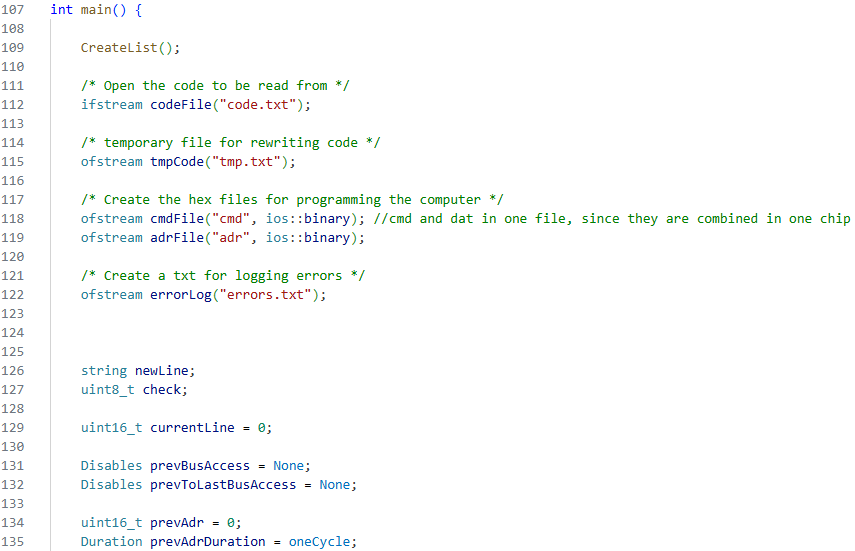 107 int main() {
108
109 CreateList();
110
111 /* Open the code to be read from */
112 ifstream codeFile("code.txt");
113
114 /* temporary file for rewriting code */
115 ofstream tmpCode("tmp.txt");
116
117 /* Create the hex files for programming the computer */
118 ofstream cmdFile("cmd", ios::binary); //cmd and dat in one file, since they are combined in one chip
119 ofstream adrFile("adr", ios::binary);
120
121 /* Create a txt for logging errors */
122 ofstream errorLog("errors.txt");
123
124
125
126 string newLine;
127 uint8_t check;
128
129 uint16_t currentLine = 0;
130
131 Disables prevBusAccess = None;
132 Disables prevToLastBusAccess = None;
133
134 uint16_t prevAdr = 0;
135 Duration prevAdrDuration = oneCycle;